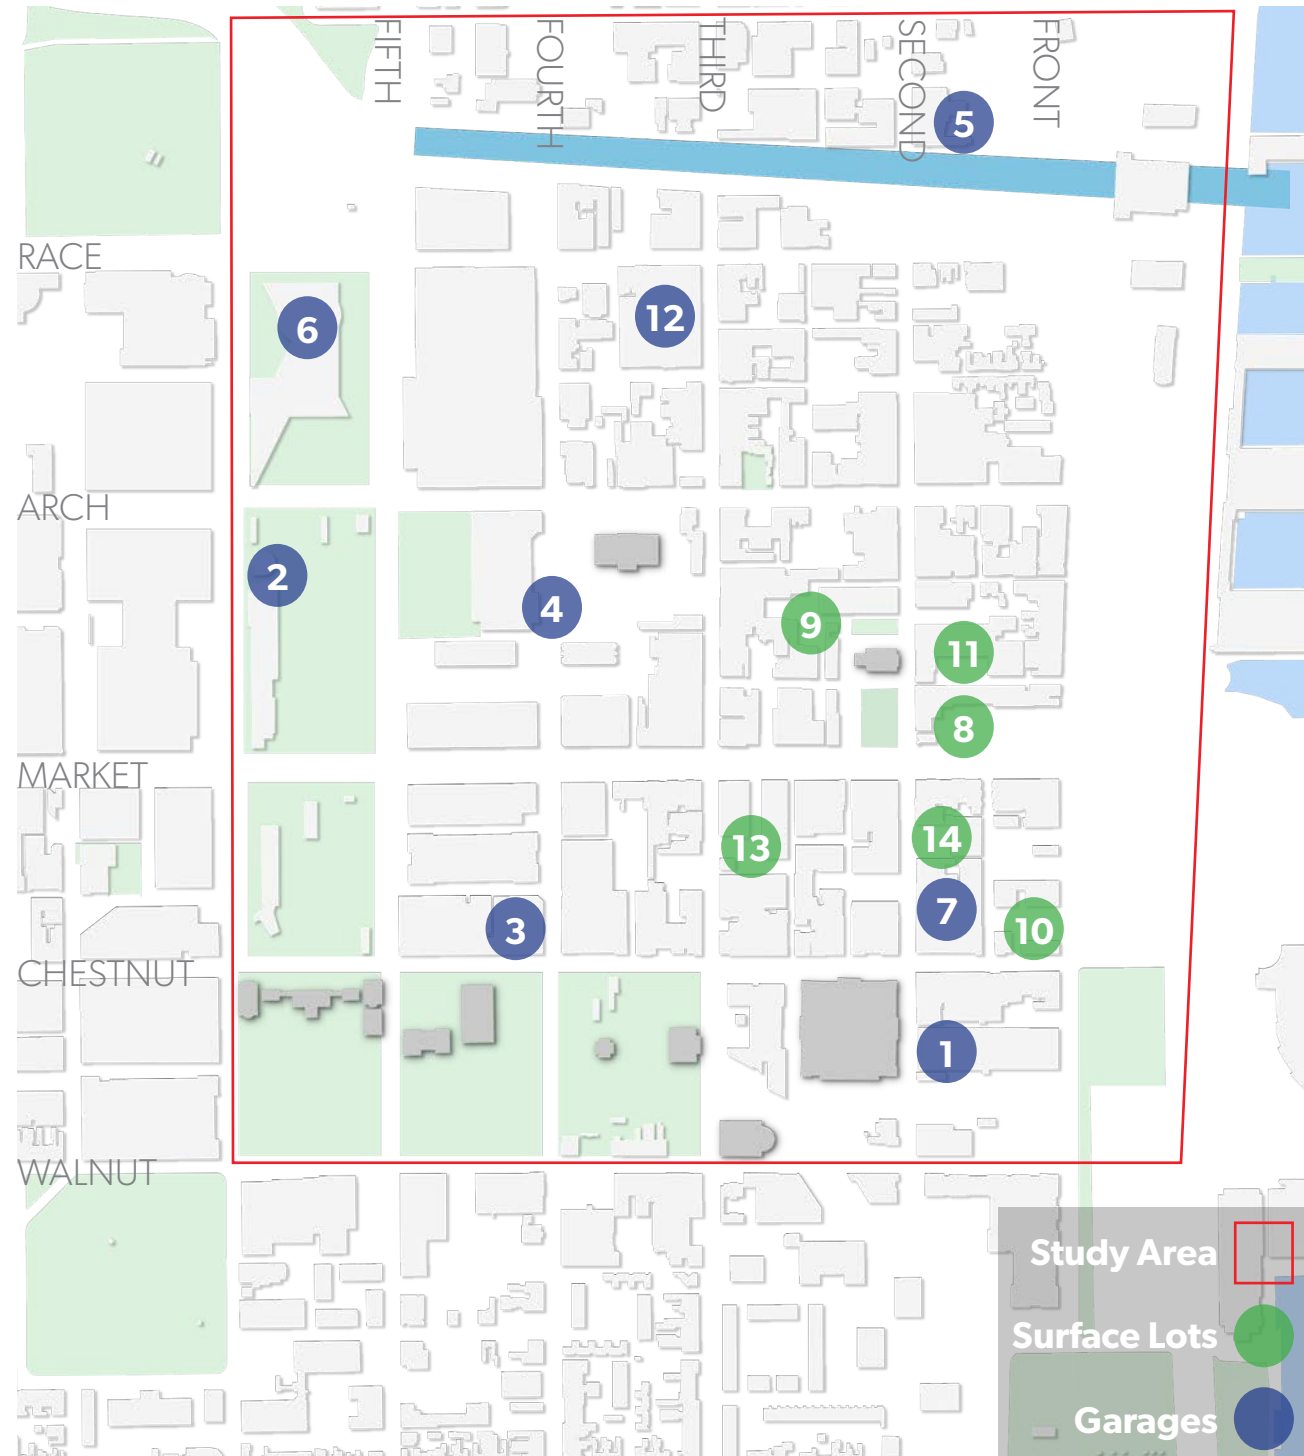 FIFTH
FOURTH
THIRD
SECOND
FRONT
5
RACE
6
12
ARCH
2
4
9
11
8
MARKET
13
14
7
3
10
CHESTNUT
1
WALNUT
Study Area
Surface Lots
Garages